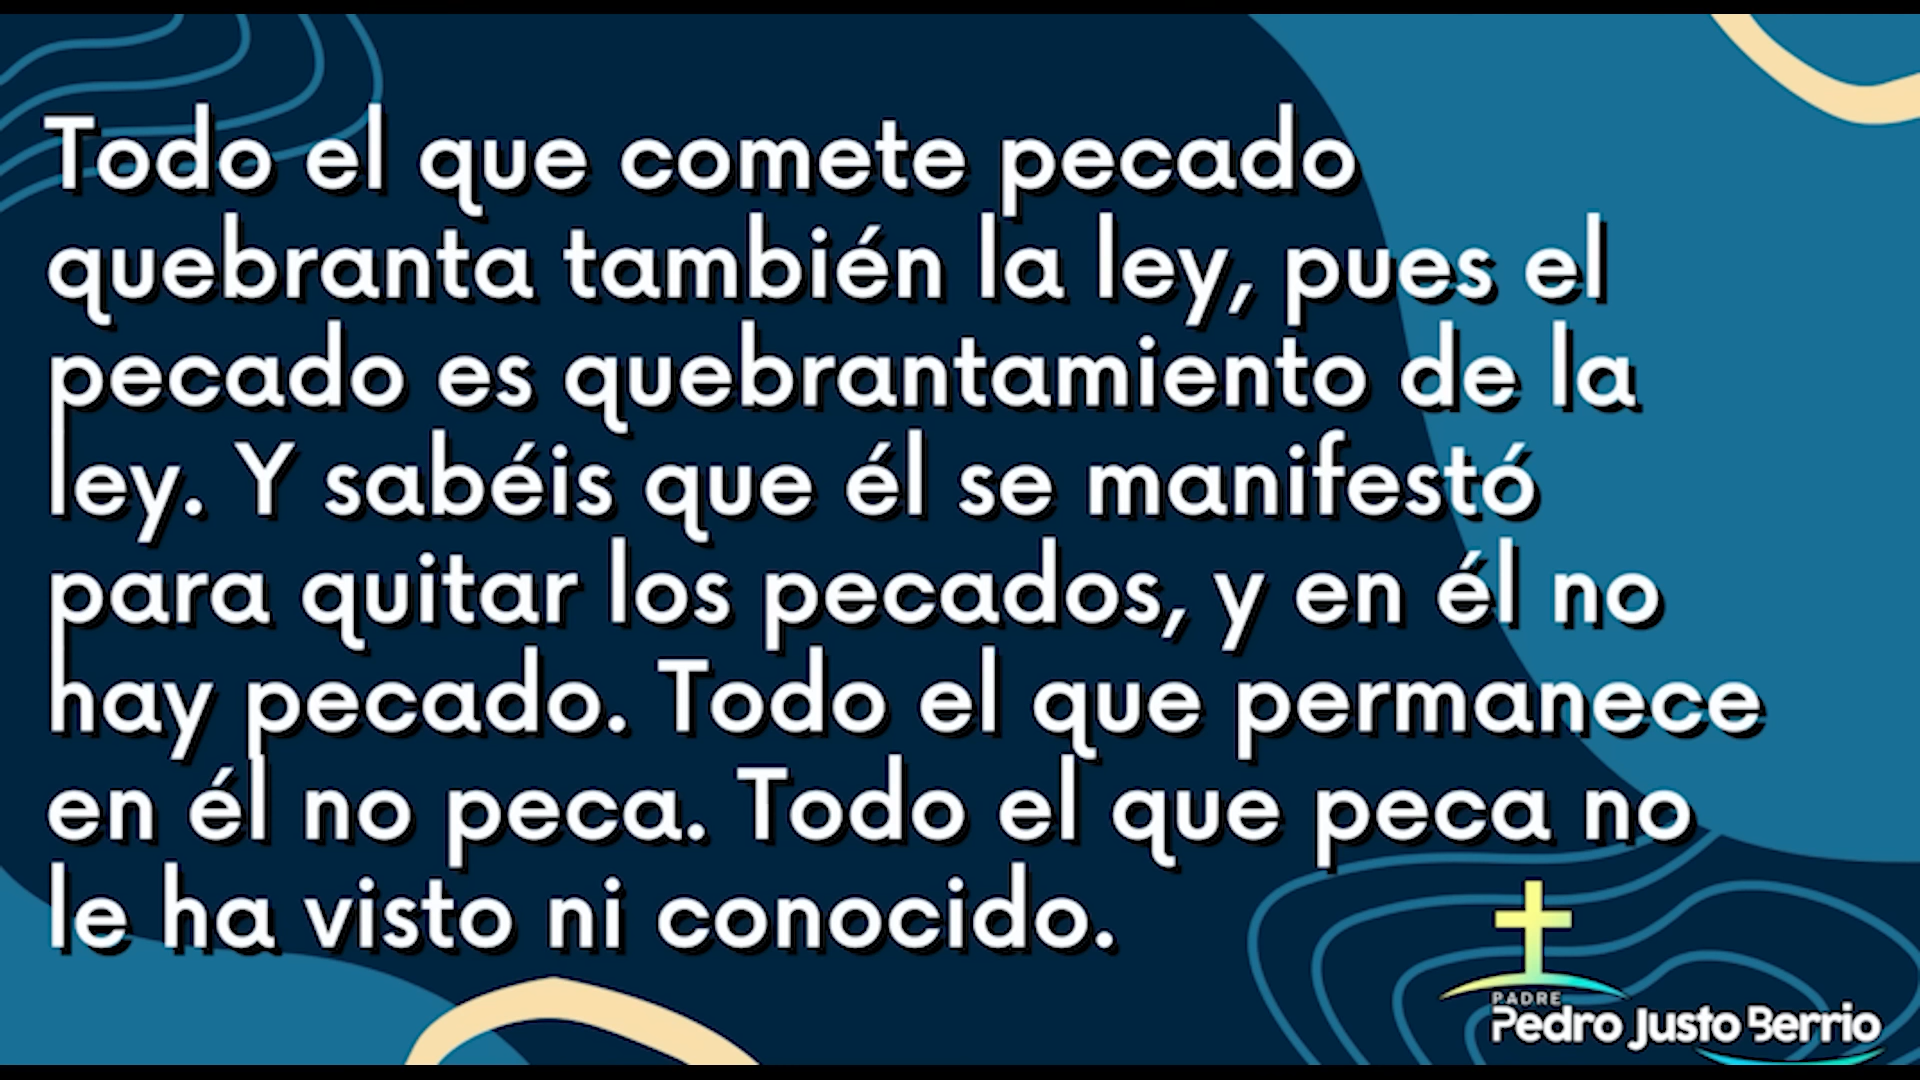 Todo el que comete pecado
quebranta también la ley, pues el
pecado es quebrantamiento de la
ley. Y sabéis que él se manifestó
para quitar los pecados, y en él no
hay pecado. Todo el que permanece
en él no peca. Todo el que peca no
le ha visto ni conocido.
PADRE
Pedro Justo Berrio